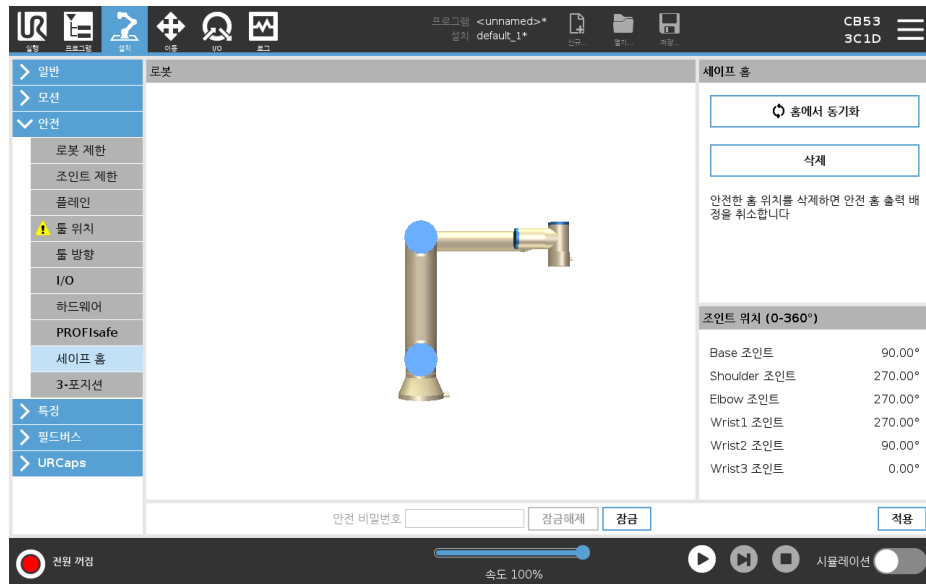 프로그램 <unnamed>*
설치 default_1*
CB53
3C1D
실행
프로그램
설치
이동
I/O
로그
신규...
열기...
저장...
일반
모션
안전
로봇 제한
조인트 제한
플레인
툴 위치
툴 방향
I/O
하드웨어
PROFIsafe
세이프 홈
3-포지션
특징
필드버스
URCaps
로봇
세이프 홈
홈에서 동기화
삭제
안전한 홈 위치를 삭제하면 안전 홈 출력 배
정을 취소합니다
조인트 위치 (0-360°)
Base 조인트 90.00°
Shoulder 조인트 270.00°
Elbow 조인트 270.00°
Wrist1 조인트 270.00°
Wrist2 조인트 90.00°
Wrist3 조인트 0.00°
안전 비밀번호
잠금해제
잠금
적용
전원 꺼짐
속도 100%
시뮬레이션